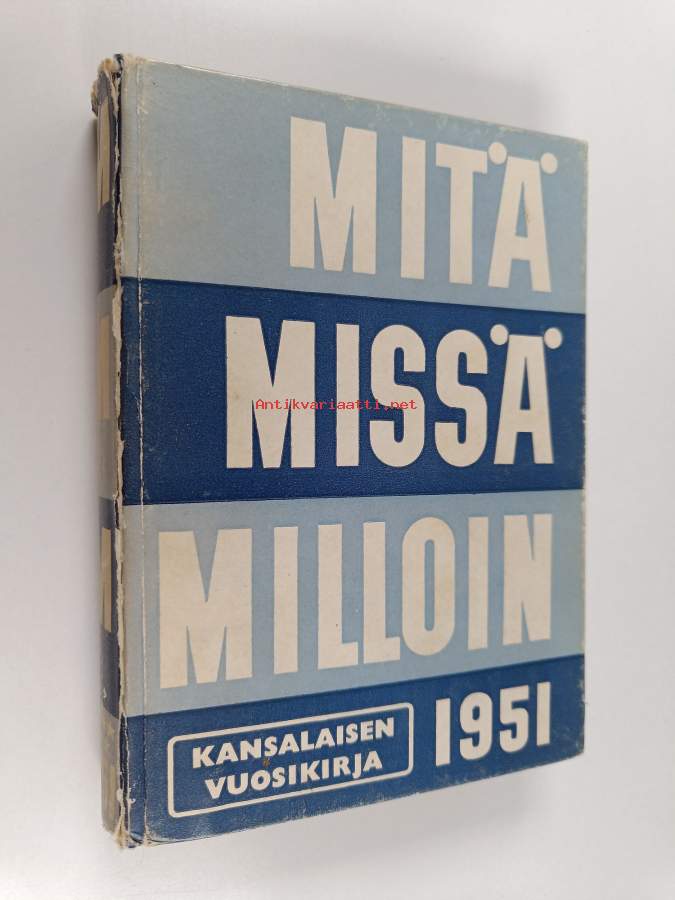 MITÄ
MISSÄ
Antikvariaatti.net
MILLOIN
KANSALAISEN
VUOSIKIRJA
1951